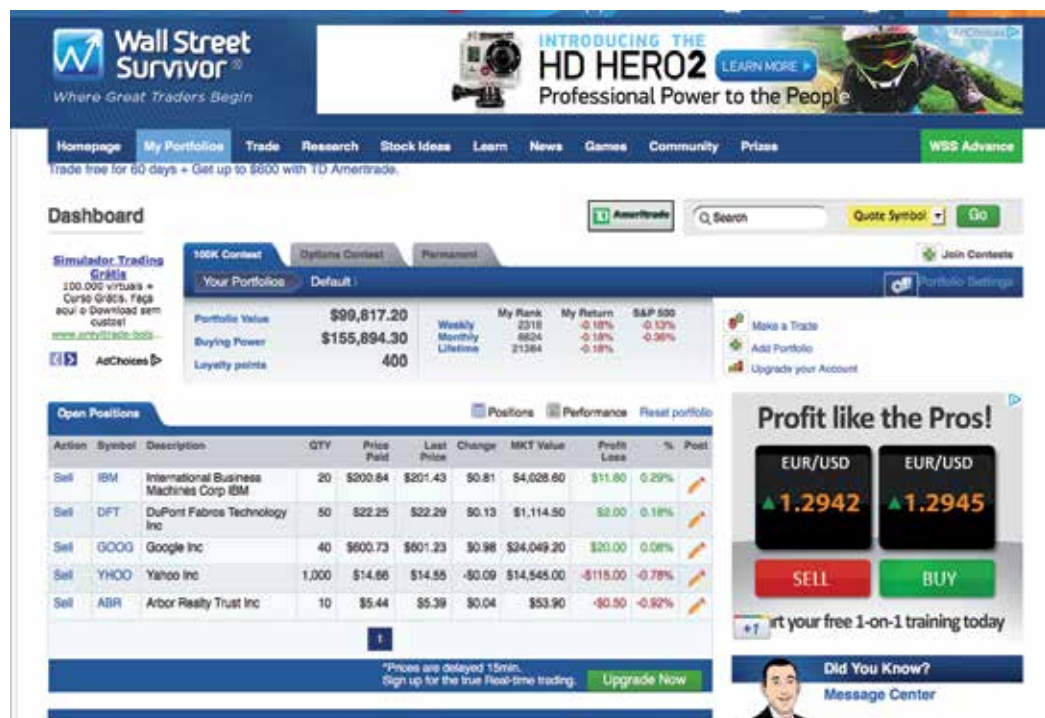 Wall Street
Survivor®
Where Great Traders Begin
INTRODUCING THE
HD HERO2
Professional Power to the People
LEARN MORE
AdChoices
Homepage My Portfolios Trade Research Stock Ideas Learn News Games Community Prizes WSS Advance
Trade free for 60 days + Get up to $600 with TD Ameritrade.
Dashboard
Ameritrade
Search
Quote Symbol
Go
Simulador Trading
Grátis
100.000 virtuais +
Curso Grátis. Faça
aqui o Download sem
custos!
AdChoices
100K Contest Options Contest Permanent
Join Contests
Your Portfolios Default
Portfolio Settings
Portfolio Value $99,817.20
Buying Power $155,894.30
Loyalty points 400
My Rank My Return S&P 500
Weekly 2318 -0.18% -0.13%
Monthly 6624 -0.18% -0.36%
Lifetime 21384 -0.18%
Make a Trade
Add Portfolio
Upgrade your Account
Open Positions
Positions Performance Reset portfolio
Action Symbol Description QTY Price Paid Last Price Change MKT Value Profit Loss % Post
Sell IBM International Business Machines Corp IBM 20 $200.84 $201.43 $0.81 $4,028.60 $11.80 0.29%
Sell DFT DuPont Fabros Technology Inc 50 $22.25 $22.29 $0.13 $1,114.50 $2.00 0.18%
Sell GOOG Google Inc 40 $600.73 $601.23 $0.98 $24,049.20 $20.00 0.08%
Sell YHOO Yahoo Inc 1,000 $14.66 $14.55 -$0.09 $14,545.00 -$115.00 -0.78%
Sell ABR Arbor Realty Trust Inc 10 $5.44 $5.39 $0.04 $53.90 -$0.50 -0.92%
1
*Prices are delayed 15min.
Sign up for the true Real-time trading.
Upgrade Now
Profit like the Pros!
EUR/USD EUR/USD
1.2942 1.2945
SELL BUY
+1
rt your free 1-on-1 training today
Did You Know?
Message Center